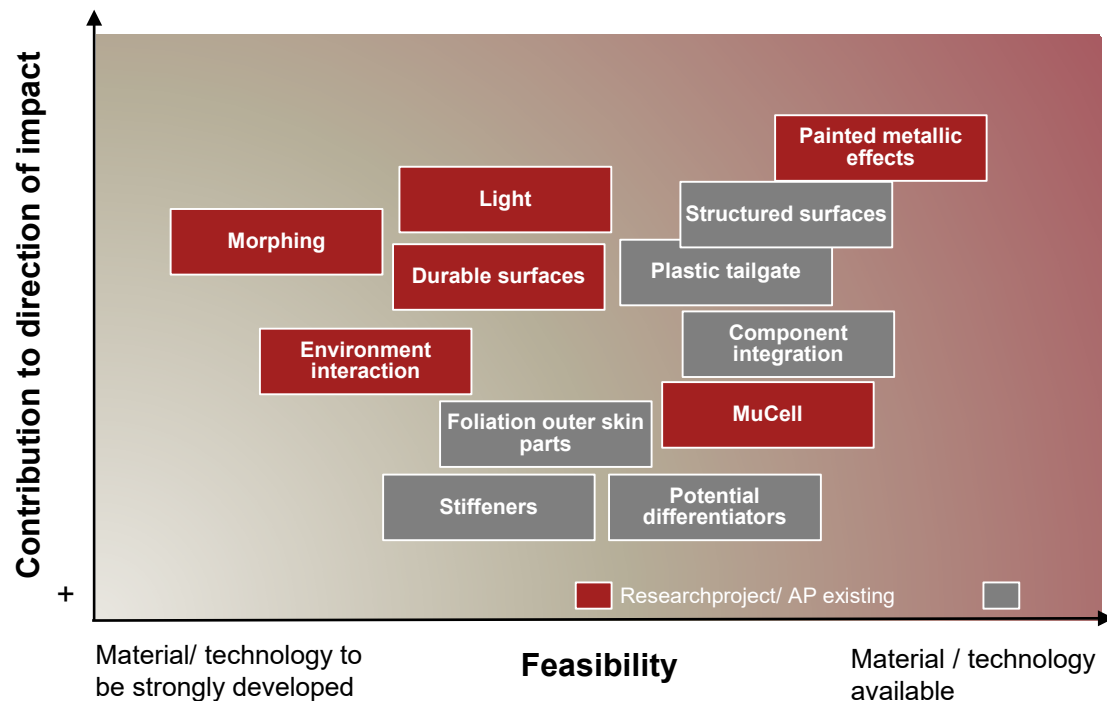 Contribution to direction of impact
Painted metallic
effects
Light
Structured surfaces
Morphing
Durable surfaces
Plastic tailgate
Environment
interaction
Component
integration
Foliation outer skin
parts
MuCell
Stiffeners
Potential
differentiators
+
Researchproject/ AP existing
Material/ technology to
be strongly developed
Feasibility
Material / technology
available